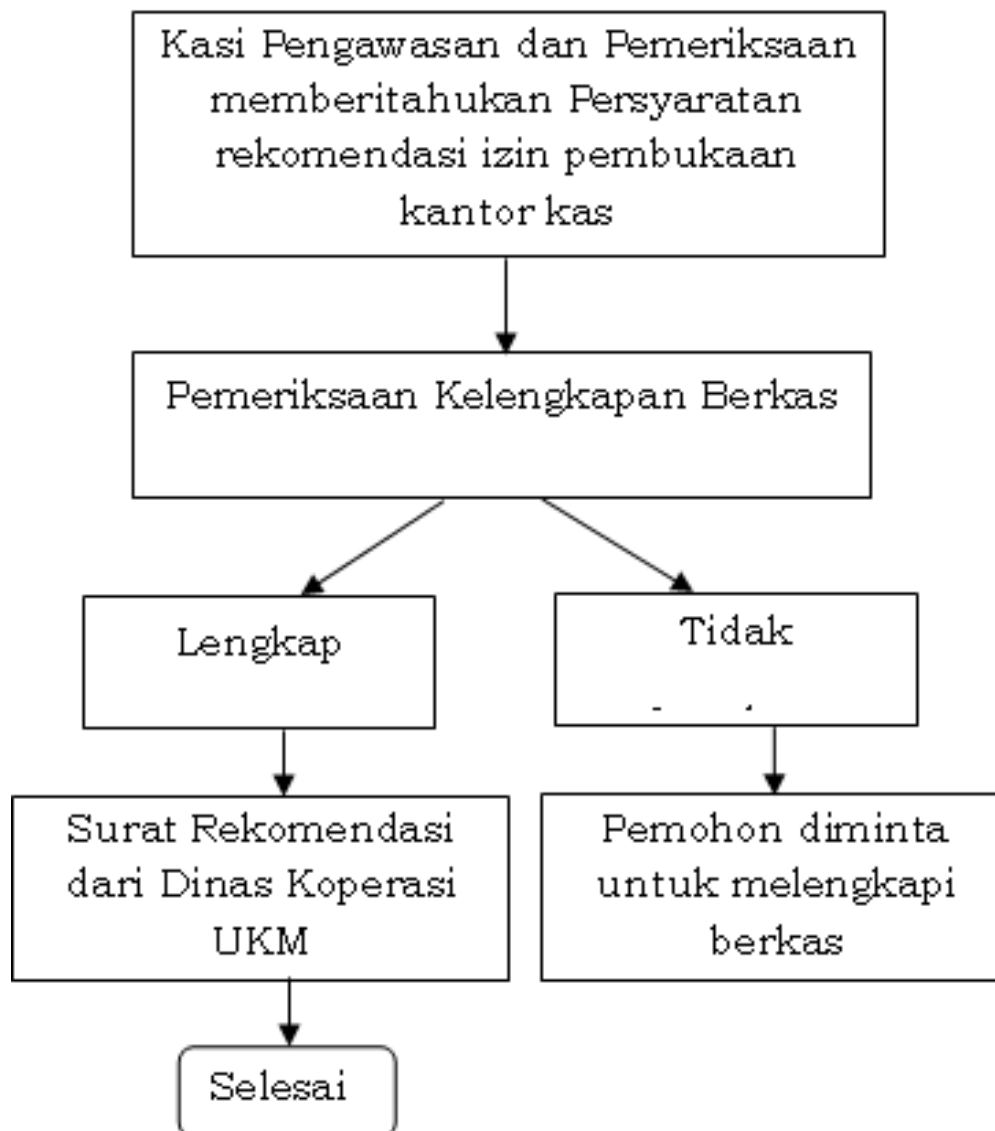 Kasi Pengawasan dan Pemeriksaan
memberitahukan Persyaratan
rekomendasi izin pembukaan
kantor kas
Pemeriksaan Kelengkapan Berkas
Lengkap
Tidak
Surat Rekomendasi
dari Dinas Koperasi
UKM
Pemohon diminta
untuk melengkapi
berkas
Selesai